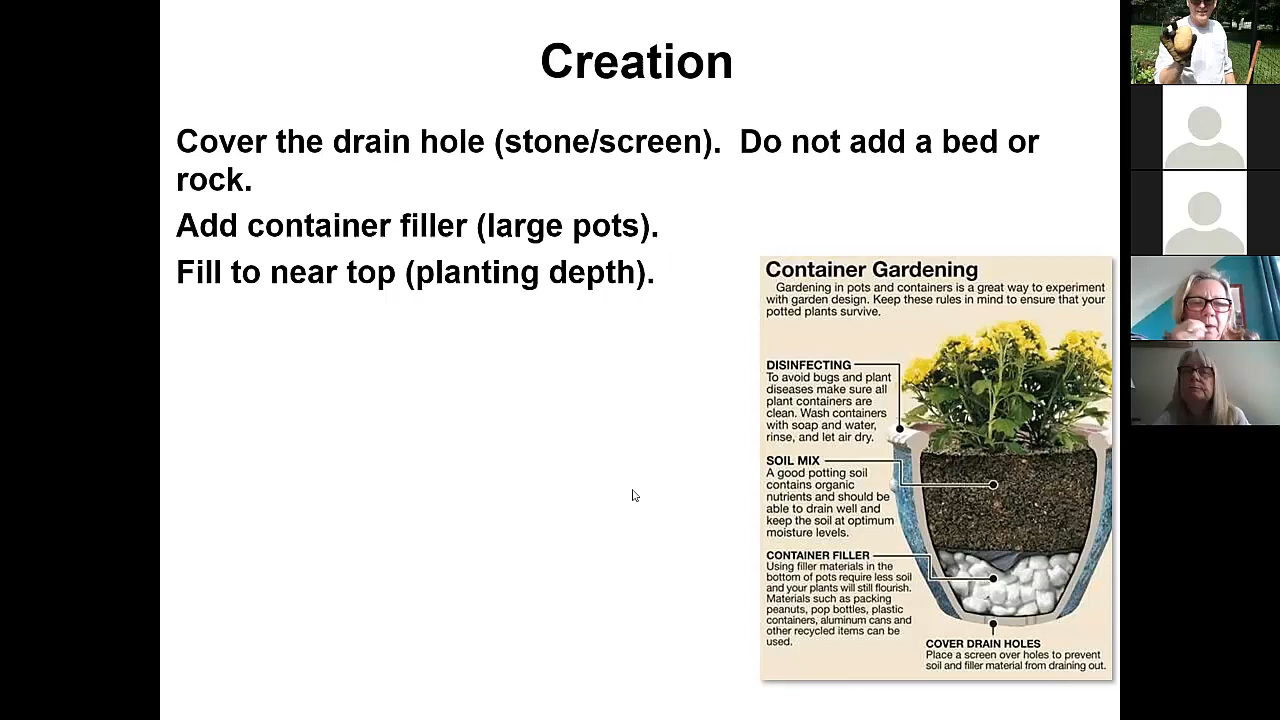 Creation
Cover the drain hole (stone/screen).  Do not add a bed or
rock.
Add container filler (large pots).
Fill to near top (planting depth).
Container Gardening
Gardening in pots and containers is a great way to experiment
with garden design. Keep these rules in mind to ensure that your
potted plants survive.
DISINFECTING
To avoid bugs and plant
diseases make sure all
plant containers are
clean. Wash containers
with soap and water,
rinse, and let air dry.
SOIL MIX
A good potting soil
contains organic
nutrients and should be
able to drain well and
keep the soil at optimum
moisture levels.
CONTAINER FILLER
Using filler materials in the
bottom of pots require less soil
and your plants will still flourish.
Materials such as packing
peanuts, pop bottles, plastic
containers, aluminum cans and
other recycled items can be
used.
COVER DRAIN HOLES
Place a screen over holes to prevent
soil and filler material from draining out.